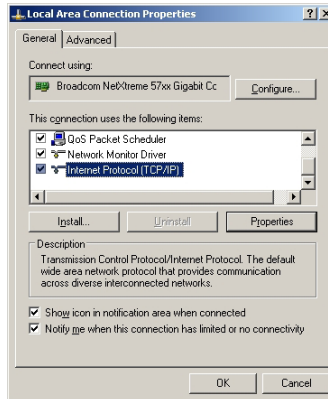 Local Area Connection Properties
General
Advanced
Connect using:
Broadcom NetXtreme 57xx Gigabit Cc
Configure...
This connection uses the following items:
QoS Packet Scheduler
Network Monitor Driver
Internet Protocol (TCP/IP)
Install...
Uninstall
Properties
Description
Transmission Control Protocol/Internet Protocol. The default
wide area network protocol that provides communication
across diverse interconnected networks.
Show icon in notification area when connected
Notify me when this connection has limited or no connectivity
OK
Cancel